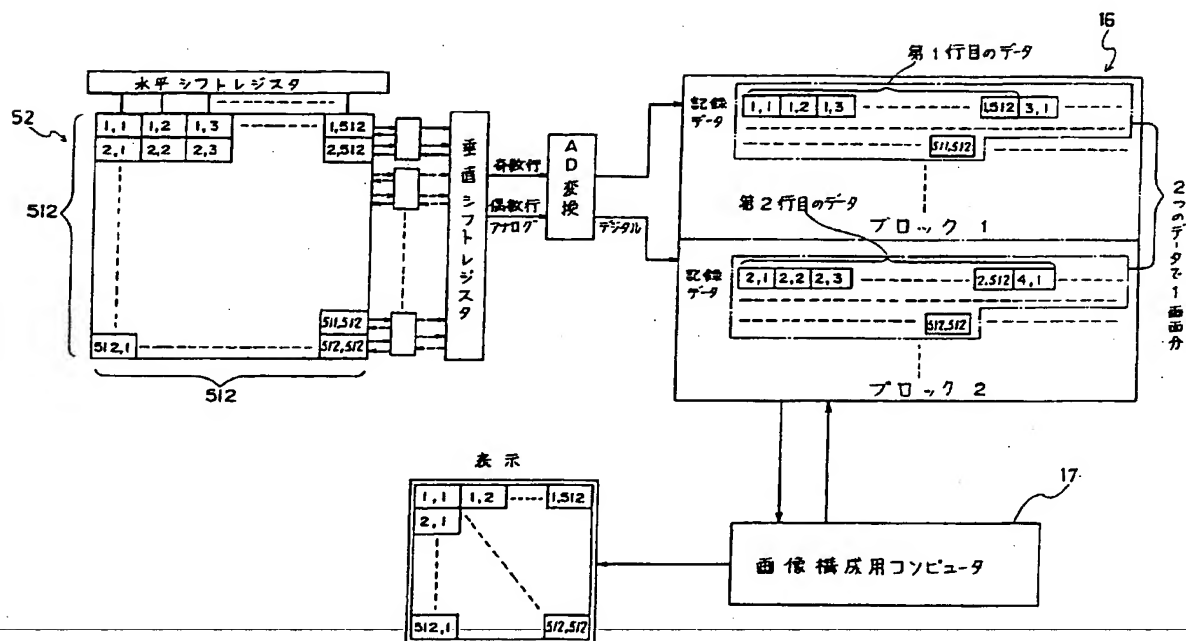 16
第1行目のデータ
水平シフトレジスタ
52
1,1 1,2 1,3 1,512
2,1 2,2 2,3 2,512
512
511,512
512,1 512,512
512
垂直シフトレジスタ
奇数行
偶数行
アナログ
AD変換
デジタル
記録データ
1,1 1,2 1,3 1,512 3,1
511,512
ブロック 1
第2行目のデータ
記録データ
2,1 2,2 2,3 2,512 4,1
512,512
ブロック 2
2つのデータで1画面分
表示
1,1 1,2 1,512
2,1
512,1 512,512
17
画像構成用コンピュータ